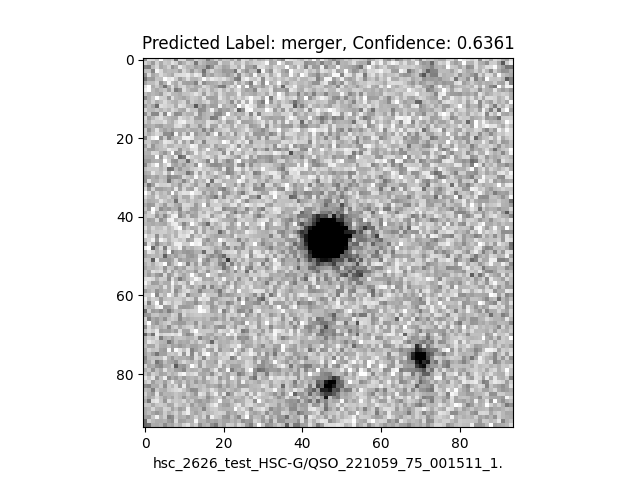 Predicted Label: merger, Confidence: 0.6361
0
20
40
60
80
0 20 40 60 80
hsc_2626_test_HSC-G/QSO_221059_75_001511_1.